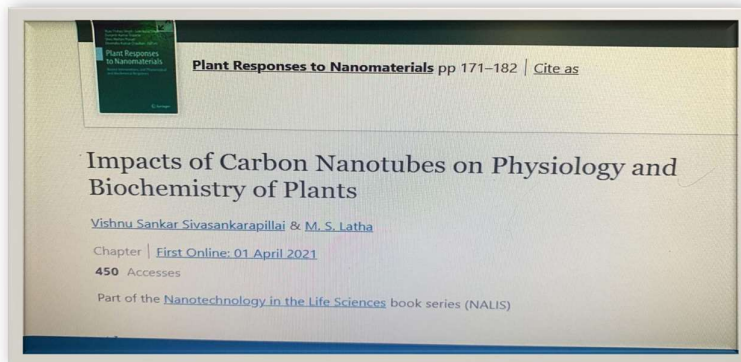 Plant Responses
to Nanomaterials
Springer
Plant Responses to Nanomaterials pp 171–182 | Cite as
Impacts of Carbon Nanotubes on Physiology and
Biochemistry of Plants
Vishnu Sankar Sivasankarapillai & M. S. Latha
Chapter | First Online: 01 April 2021
450 Accesses
Part of the Nanotechnology in the Life Sciences book series (NALIS)